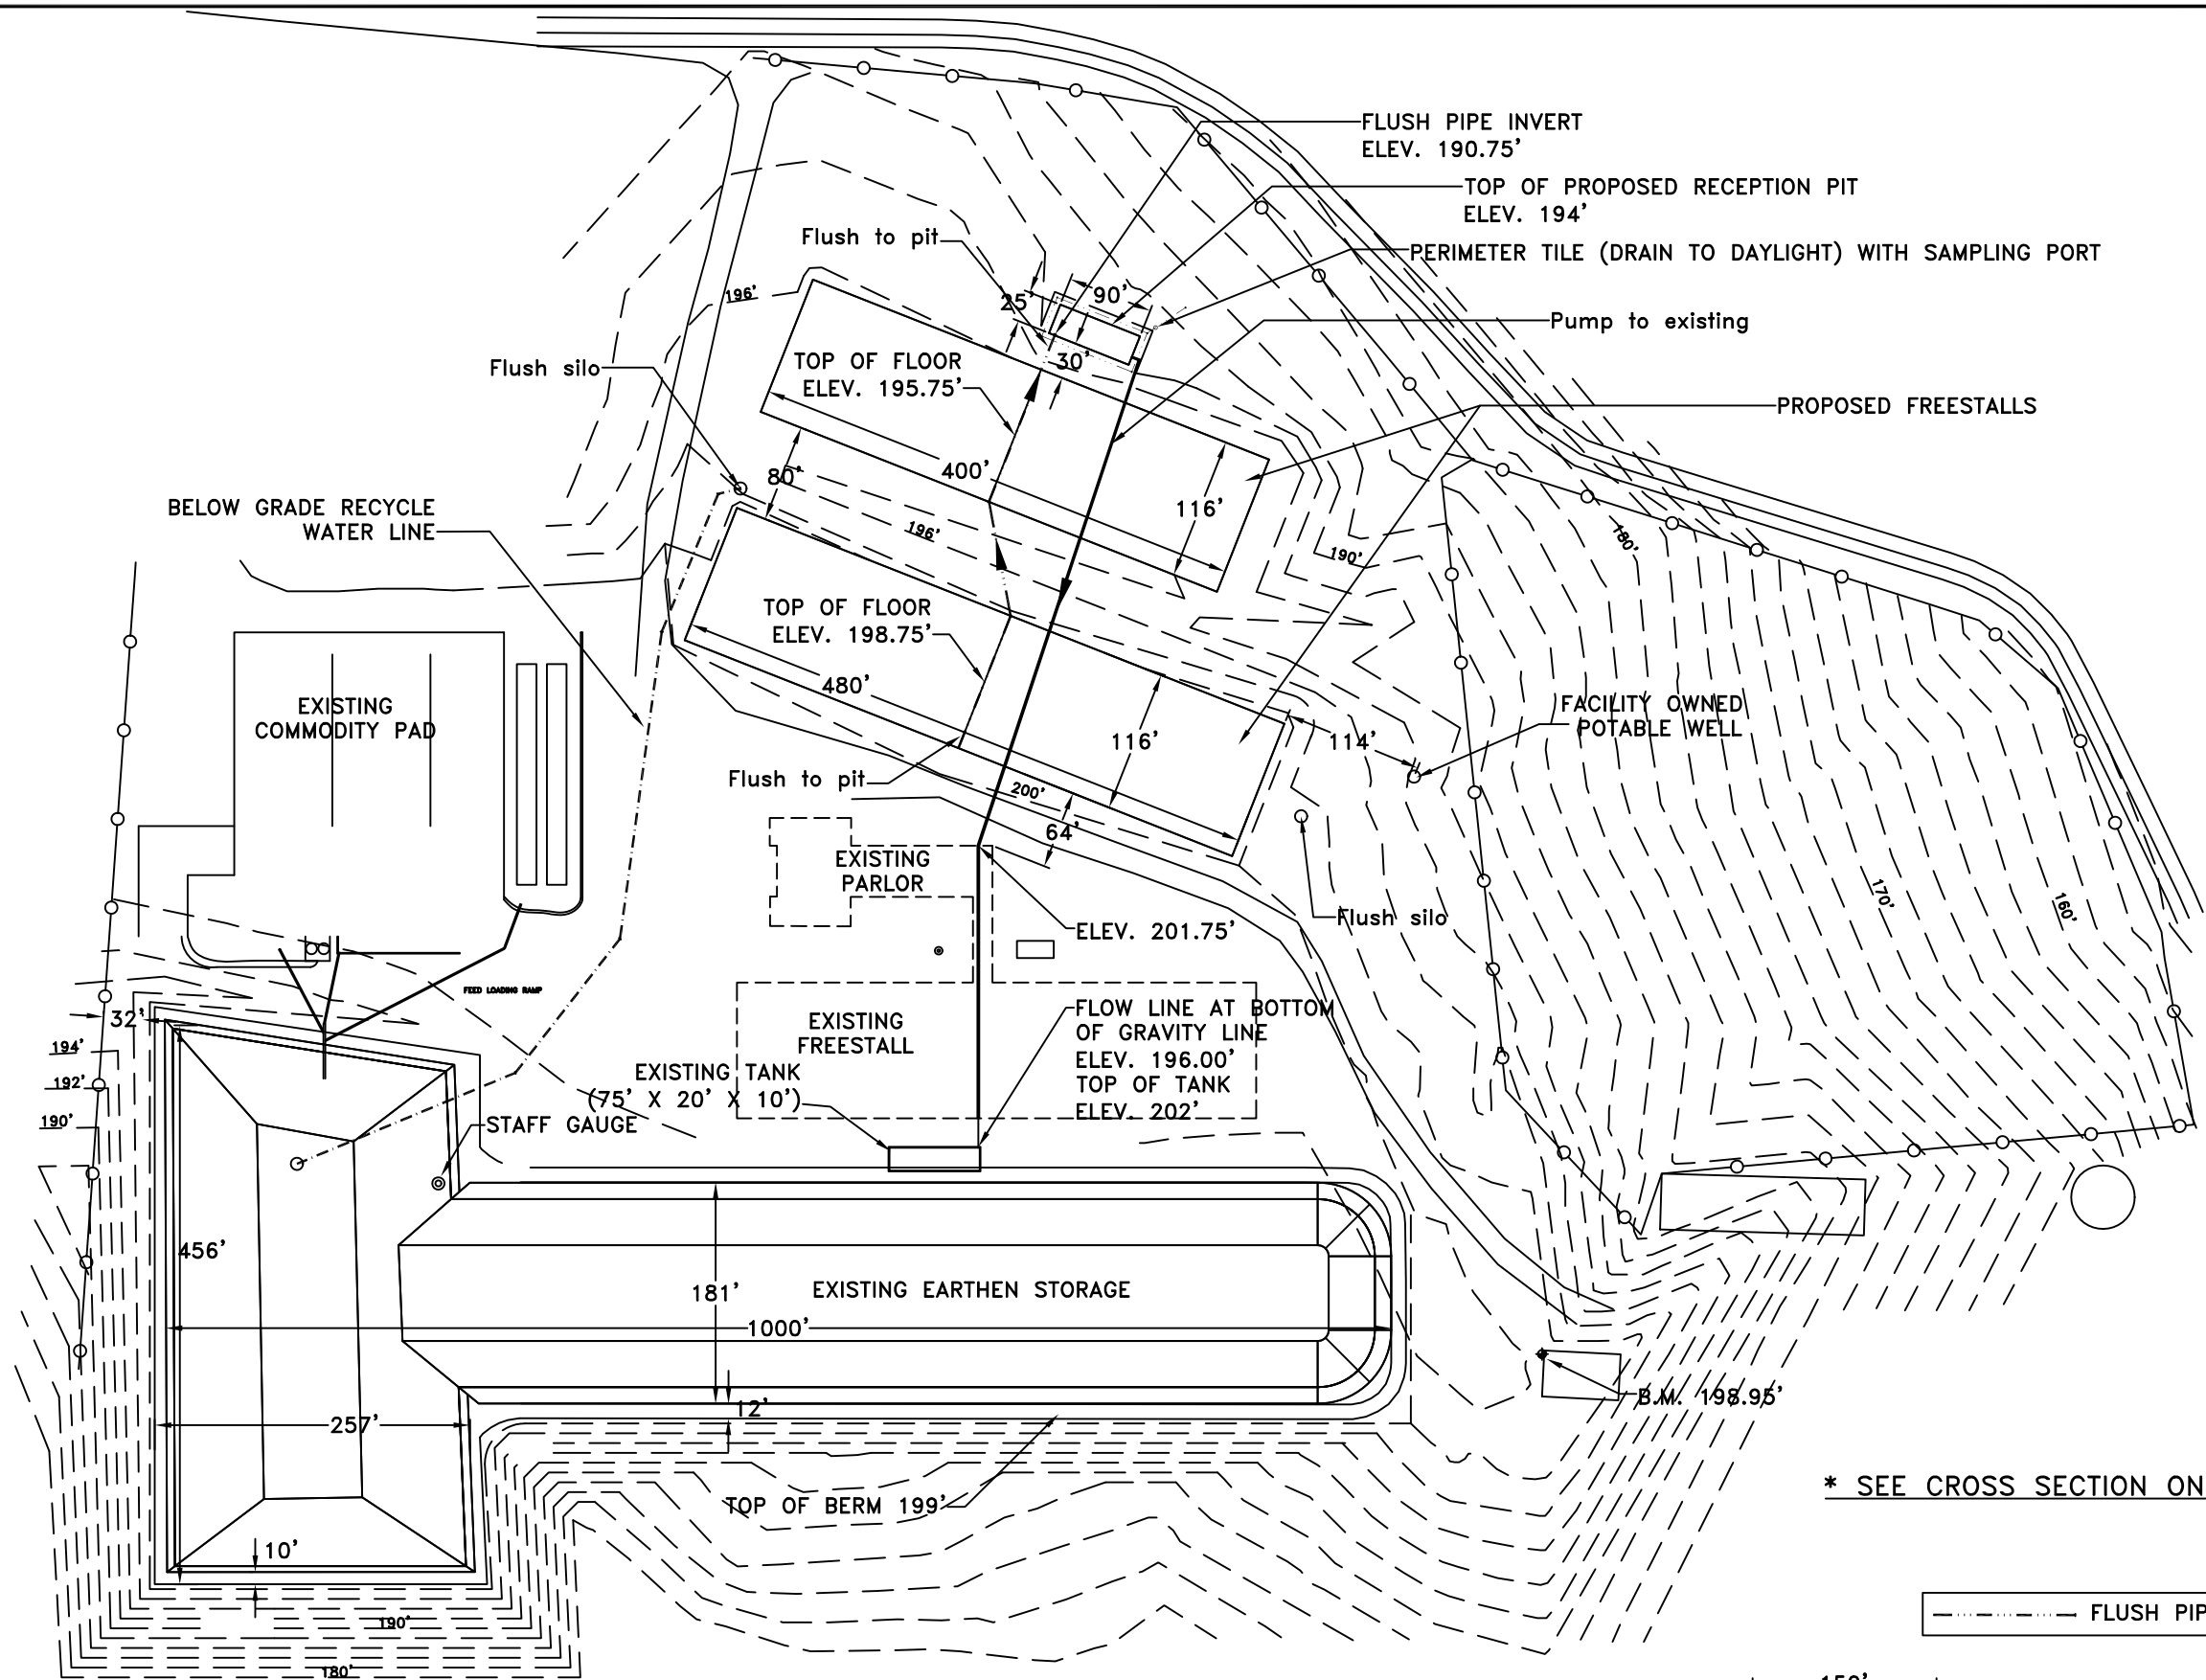 FLUSH PIPE INVERT
ELEV. 190.75'
TOP OF PROPOSED RECEPTION PIT
ELEV. 194'
Flush to pit
PERIMETER TILE (DRAIN TO DAYLIGHT) WITH SAMPLING PORT
196'
25'
90'
Pump to existing
30'
Flush silo
TOP OF FLOOR
ELEV. 195.75'
PROPOSED FREESTALLS
80'
400'
116'
BELOW GRADE RECYCLE
WATER LINE
196'
190'
180'
TOP OF FLOOR
ELEV. 198.75'
480'
EXISTING
COMMODITY PAD
FACILITY OWNED
POTABLE WELL
116'
114'
Flush to pit
200'
64'
EXISTING
PARLOR
170'
160'
Flush silo
ELEV. 201.75'
FEED LOADING RAMP
32'
EXISTING
FREESTALL
FLOW LINE AT BOTTOM
OF GRAVITY LINE
ELEV. 196.00'
TOP OF TANK
ELEV. 202'
194'
192'
190'
EXISTING TANK
(75' X 20' X 10')
STAFF GAUGE
456'
181'
EXISTING EARTHEN STORAGE
1000'
B.M. 198.95'
12'
257'
* SEE CROSS SECTION ON
TOP OF BERM 199'
10'
190'
FLUSH PIP
180'
150'